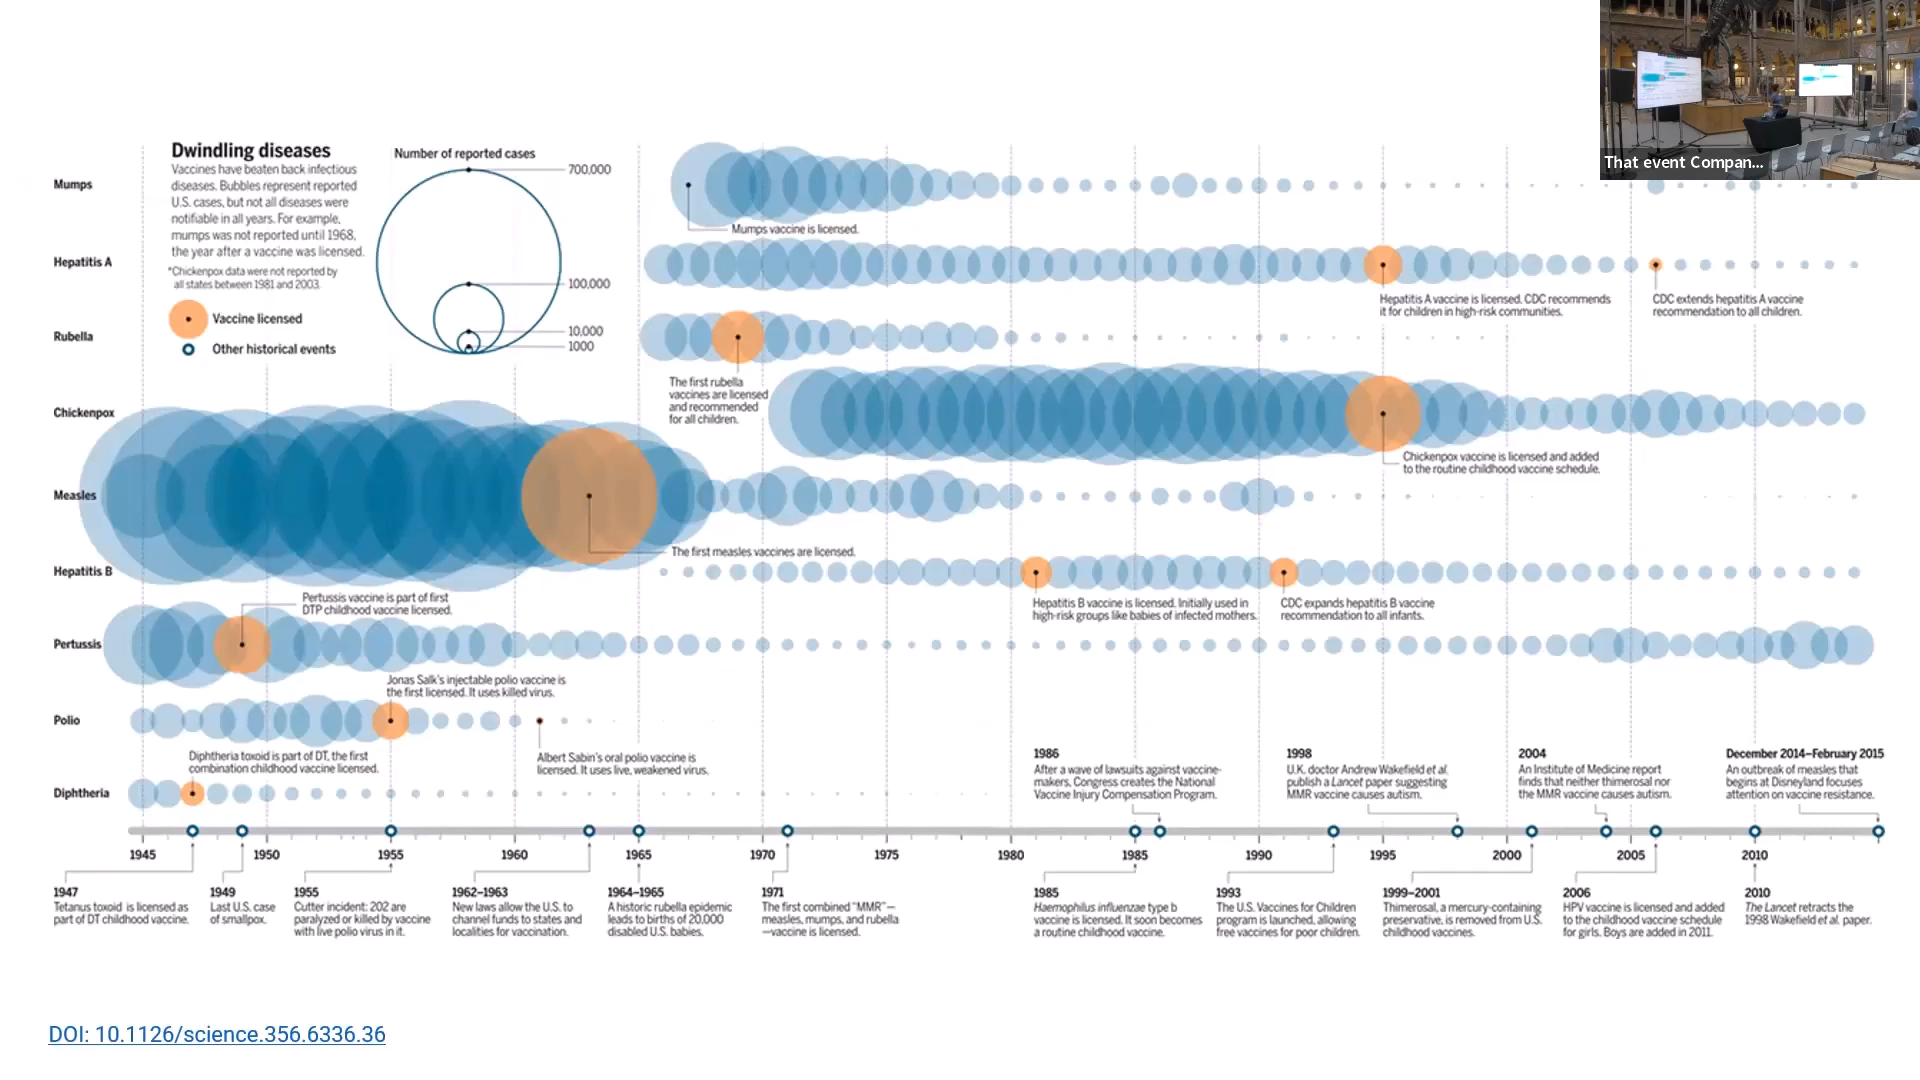 That event Compan...
Dwindling diseases
Vaccines have beaten back infectious
diseases. Bubbles represent reported
U.S. cases, but not all diseases were
notifiable in all years. For example,
mumps was not reported until 1968,
the year after a vaccine was licensed.
*Chickenpox data were not reported by
all states between 1981 and 2003.
Vaccine licensed
Other historical events
Number of reported cases
700,000
100,000
10,000
1000
Mumps
Mumps vaccine is licensed.
Hepatitis A
Hepatitis A vaccine is licensed. CDC recommends
it for children in high-risk communities.
CDC extends hepatitis A vaccine
recommendation to all children.
Rubella
The first rubella
vaccines are licensed
and recommended
for all children.
Chickenpox
Chickenpox vaccine is licensed and added
to the routine childhood vaccine schedule.
Measles
The first measles vaccines are licensed.
Hepatitis B
Hepatitis B vaccine is licensed. Initially used in
high-risk groups like babies of infected mothers.
CDC expands hepatitis B vaccine
recommendation to all infants.
Pertussis vaccine is part of first
DTP childhood vaccine licensed.
Pertussis
Jonas Salk's injectable polio vaccine is
the first licensed. It uses killed virus.
Polio
Albert Sabin's oral polio vaccine is
licensed. It uses live, weakened virus.
Diphtheria toxoid is part of DT, the first
combination childhood vaccine licensed.
Diphtheria
1986
After a wave of lawsuits against vaccine-
makers, Congress creates the National
Vaccine Injury Compensation Program.
1998
U.K. doctor Andrew Wakefield et al.
publish a Lancet paper suggesting
MMR vaccine causes autism.
2004
An Institute of Medicine report
finds that neither thimerosal nor
the MMR vaccine causes autism.
December 2014–February 2015
An outbreak of measles that
begins at Disneyland focuses
attention on vaccine resistance.
1945 1950 1955 1960 1965 1970 1975 1980 1985 1990 1995 2000 2005 2010
1947
Tetanus toxoid is licensed as
part of DT childhood vaccine.
1949
Last U.S. case
of smallpox.
1955
Cutter incident: 202 are
paralyzed or killed by vaccine
with live polio virus in it.
1962–1963
New laws allow the U.S. to
channel funds to states and
localities for vaccination.
1964–1965
A historic rubella epidemic
leads to births of 20,000
disabled U.S. babies.
1971
The first combined "MMR"—
measles, mumps, and rubella
—vaccine is licensed.
1985
Haemophilus influenzae type b
vaccine is licensed. It soon becomes
a routine childhood vaccine.
1993
The U.S. Vaccines for Children
program is launched, allowing
free vaccines for poor children.
1999–2001
Thimerosal, a mercury-containing
preservative, is removed from U.S.
childhood vaccines.
2006
HPV vaccine is licensed and added
to the childhood vaccine schedule
for girls. Boys are added in 2011.
2010
The Lancet retracts the
1998 Wakefield et al. paper.
DOI: 10.1126/science.356.6336.36